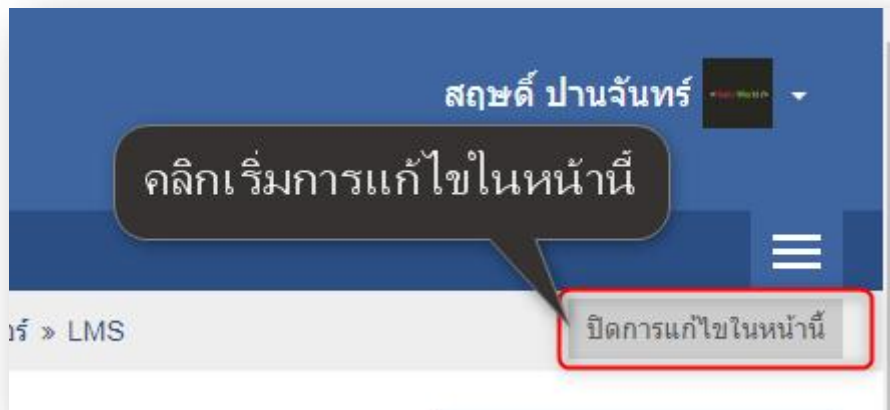 สฤษดิ์ ปานจันทร์
คลิกเริ่มการแก้ไขในหน้านี้
ร์ » LMS
ปิดการแก้ไขในหน้านี้